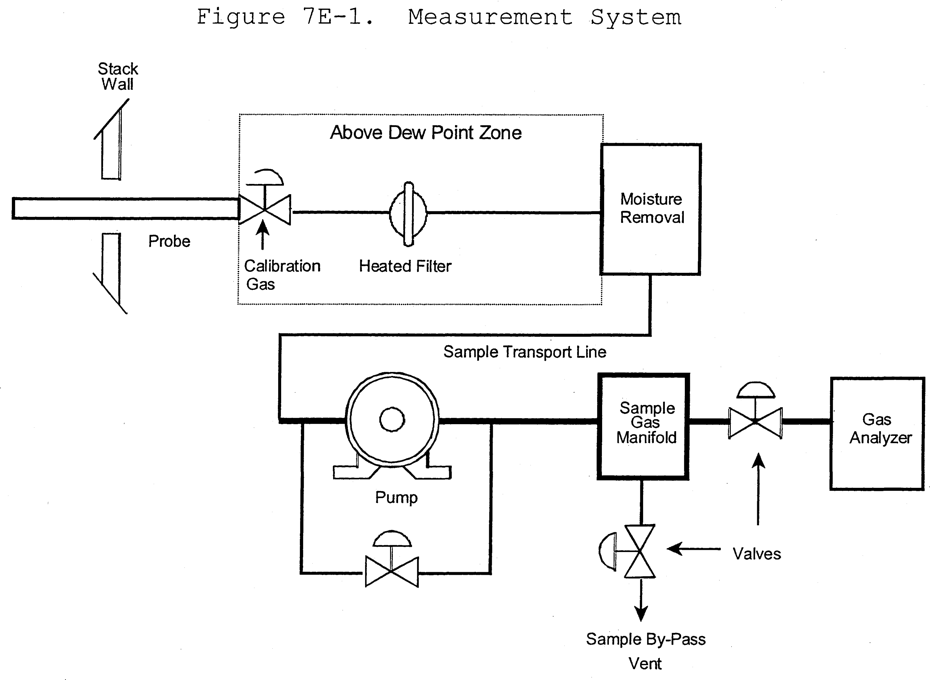 Figure 7E-1. Measurement System
Stack
Wall
Above Dew Point Zone
Moisture
Removal
Probe
Calibration
Gas
Heated Filter
Sample Transport Line
Sample
Gas
Manifold
Gas
Analyzer
Pump
Valves
Sample By-Pass
Vent